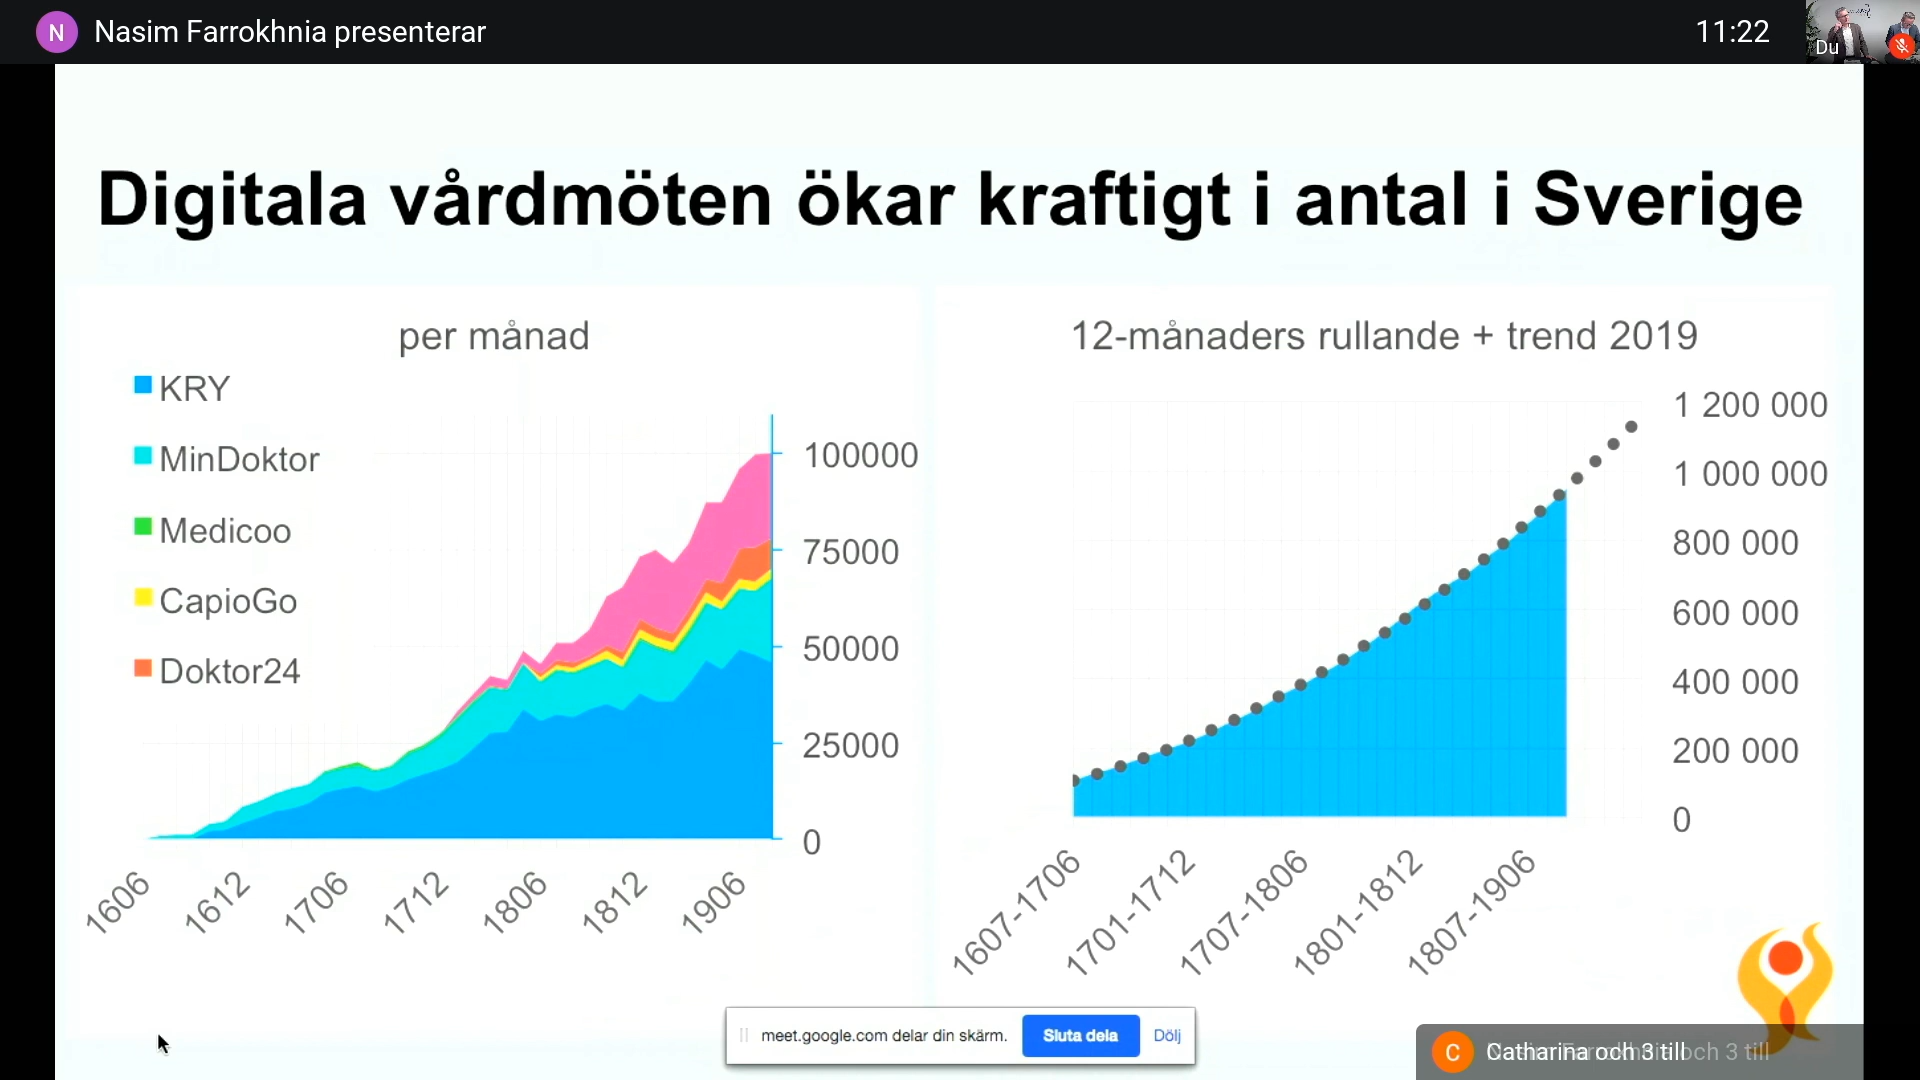 N Nasim Farrokhnia presenterar
11:22
Du
Digitala vårdmöten ökar kraftigt i antal i Sverige
per månad
KRY
MinDoktor
Medicoo
CapioGo
Doktor24
100000
75000
50000
25000
0
1606 1612 1706 1712 1806 1812 1906
12-månaders rullande + trend 2019
1 200 000
1 000 000
800 000
600 000
400 000
200 000
0
1607-1706 1701-1712 1707-1806 1801-1812 1807-1906
meet.google.com delar din skärm. Sluta dela Dölj
C Catharina och 3 till